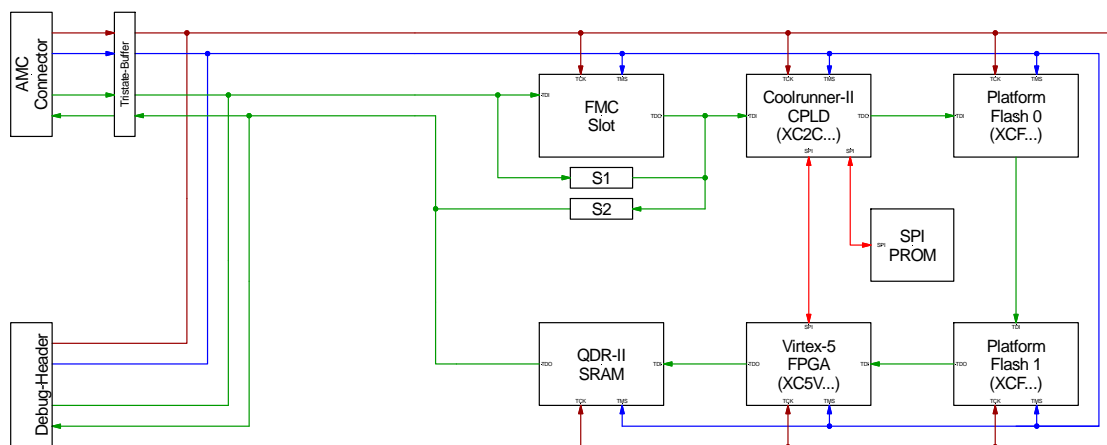 AMC
Connector
Tristate-Buffer
TCK
TMS
TDI
FMC
Slot
TDO
TCK
TMS
TDI
Coolrunner-II
CPLD
(XC2C...)
TDO
SPI
SPI
TCK
TMS
TDI
Platform
Flash 0
(XCF...)
S1
S2
SPI
SPI
PROM
Debug-Header
TDO
QDR-II
SRAM
TDI
TMS
SPI
TDO
Virtex-5
FPGA
(XC5V...)
TDI
TCK
TMS
TDI
TDO
Platform
Flash 1
(XCF...)
TCK
TMS
TCK